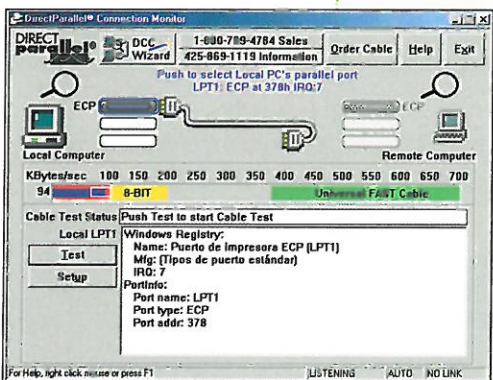 DirectParallel® Connection Monitor
DIRECT parallel®
DCC Wizard
1-800-789-4784 Sales
425-869-1119 Information
Order Cable
Help
Exit
Push to select Local PC's parallel port
LPT1: ECP at 378h IRQ:7
ECP
ECP
Local Computer
Remote Computer
KBytes/sec 100 150 200 250 300 350 400 450 500 550 600 650 700
94
8-BIT
Universal FAST Cable
Cable Test Status
Push Test to start Cable Test
Local LPT1
Test
Setup
Windows Registry:
Name: Puerto de impresora ECP (LPT1)
Mfg: (Tipos de puerto estándar)
IRQ: 7
PortInfo:
Port name: LPT1
Port type: ECP
Port addr: 378
For Help, right click mouse or press F1
LISTENING
AUTO
NO LINK